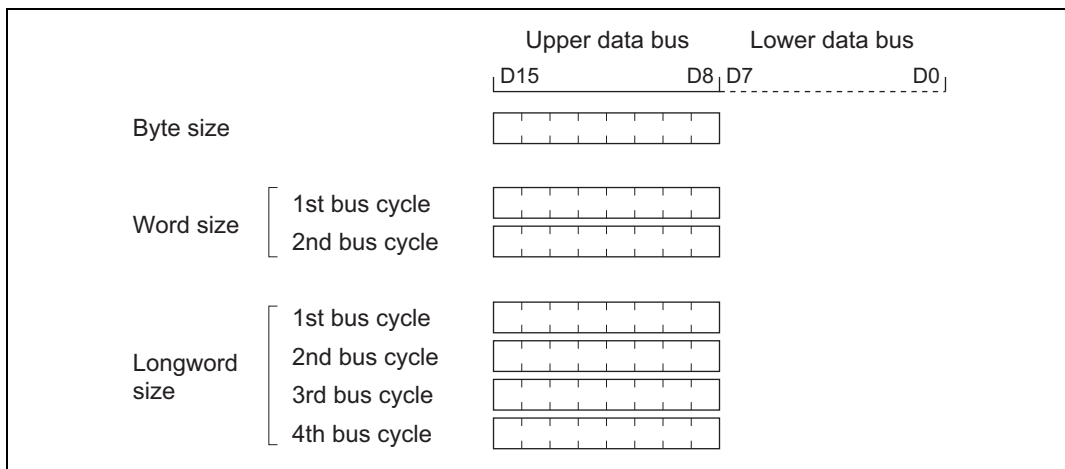 Upper data bus Lower data bus
D15 D8 D7 D0
Byte size
Word size
1st bus cycle
2nd bus cycle
Longword
size
1st bus cycle
2nd bus cycle
3rd bus cycle
4th bus cycle